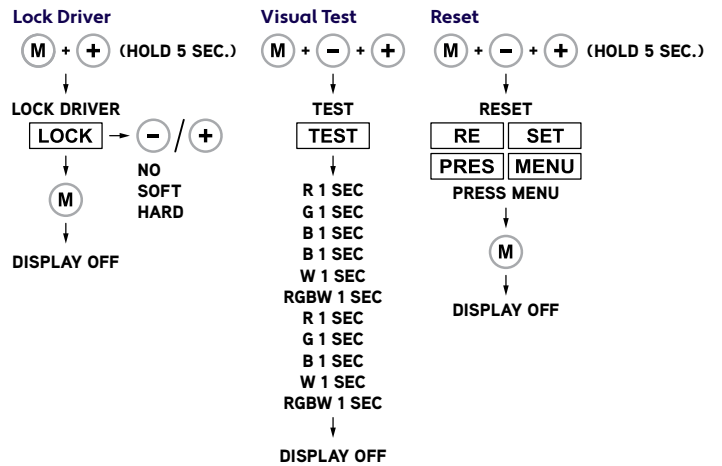 Lock Driver
M + + (HOLD 5 SEC.)
LOCK DRIVER
LOCK
− / +
NO
SOFT
HARD
M
DISPLAY OFF
Visual Test
M + − + +
TEST
TEST
R 1 SEC
G 1 SEC
B 1 SEC
B 1 SEC
W 1 SEC
RGBW 1 SEC
R 1 SEC
G 1 SEC
B 1 SEC
W 1 SEC
RGBW 1 SEC
DISPLAY OFF
Reset
M + − + + (HOLD 5 SEC.)
RESET
RE SET
PRES MENU
PRESS MENU
M
DISPLAY OFF